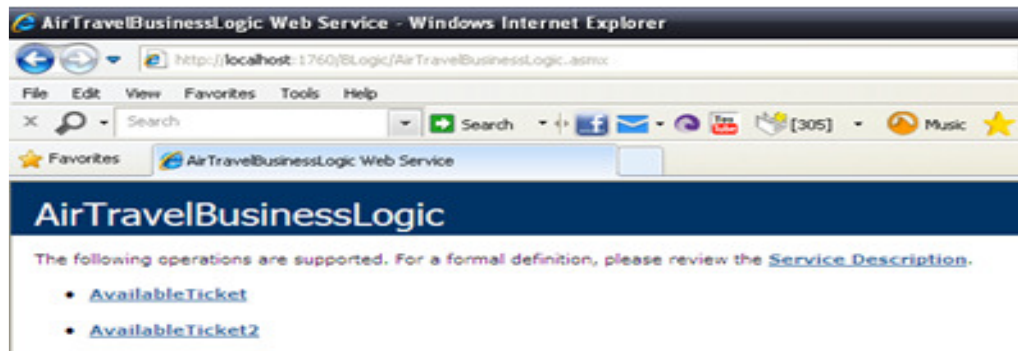 AirTravelBusinessLogic Web Service - Windows Internet Explorer
http://localhost:1760/BLogic/AirTravelBusinessLogic.asmx
File Edit View Favorites Tools Help
Search Search You Tube [305] Music
Favorites AirTravelBusinessLogic Web Service
AirTravelBusinessLogic
The following operations are supported. For a formal definition, please review the Service Description.
• AvailableTicket
• AvailableTicket2